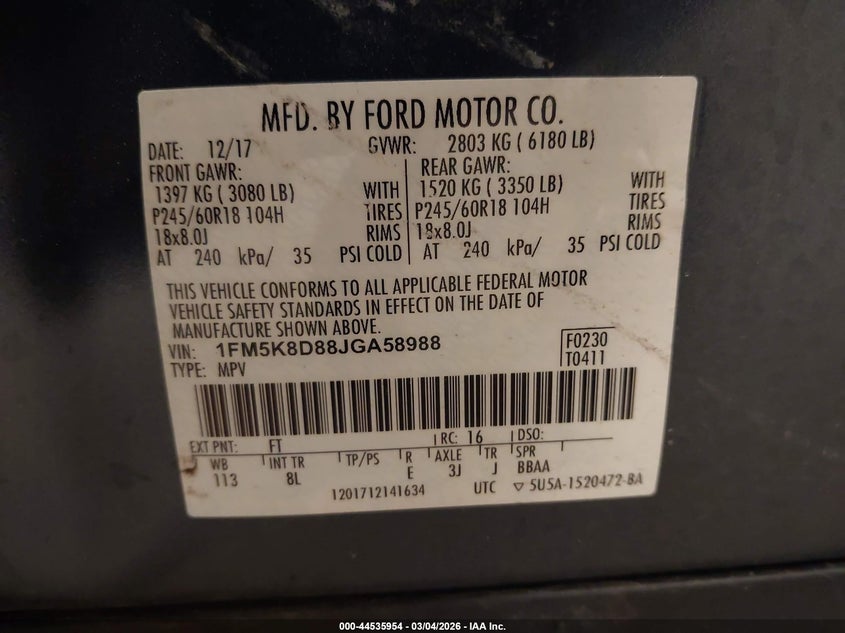 MFD. BY FORD MOTOR CO.
DATE: 12/17 GVWR: 2803 KG ( 6180 LB)
FRONT GAWR: REAR GAWR:
1397 KG ( 3080 LB) WITH 1520 KG ( 3350 LB) WITH
P245/60R18 104H TIRES P245/60R18 104H TIRES
18x8.0J RIMS 18x8.0J RIMS
AT 240 kPa/ 35 PSI COLD AT 240 kPa/ 35 PSI COLD
THIS VEHICLE CONFORMS TO ALL APPLICABLE FEDERAL MOTOR
VEHICLE SAFETY STANDARDS IN EFFECT ON THE DATE OF
MANUFACTURE SHOWN ABOVE.
VIN: 1FM5K8D88JGA58988 F0230
TYPE: MPV T0411
EXT PNT: FT RC: 16 DSO:
WB INT TR TP/PS R AXLE TR SPR
113 8L E 3J J BBAA
1201712141634 UTC ▽ 5U5A-1520472-BA
000-44535954 - 03/04/2026 - IAA Inc.